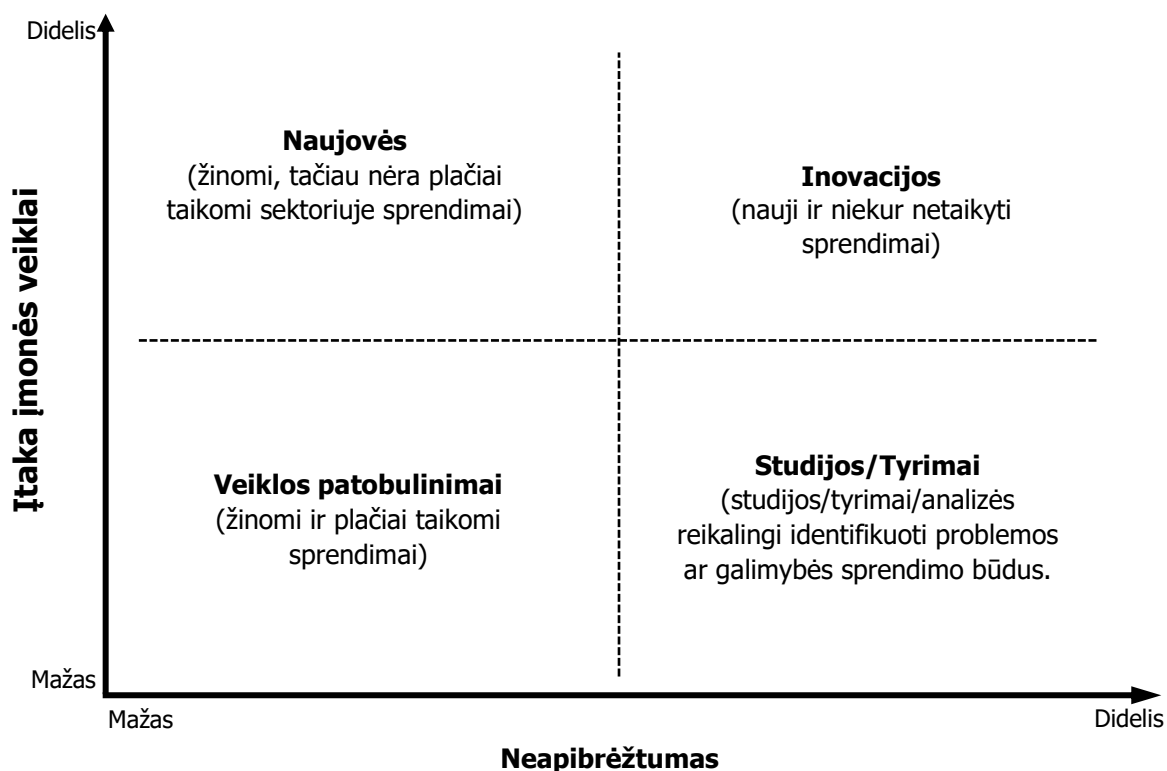 Didelis
Naujovės
(žinomi, tačiau nėra plačiai
taikomi sektoriuje sprendimai)
Inovacijos
(nauji ir niekur netaikyti
sprendimai)
Įtaka įmonės veiklai
Veiklos patobulinimai
(žinomi ir plačiai taikomi
sprendimai)
Studijos/Tyrimai
(studijos/tyrimai/analizės
reikalingi identifikuoti problemos
ar galimybės sprendimo būdus.
Mažas
Mažas
Didelis
Neapibrėžtumas